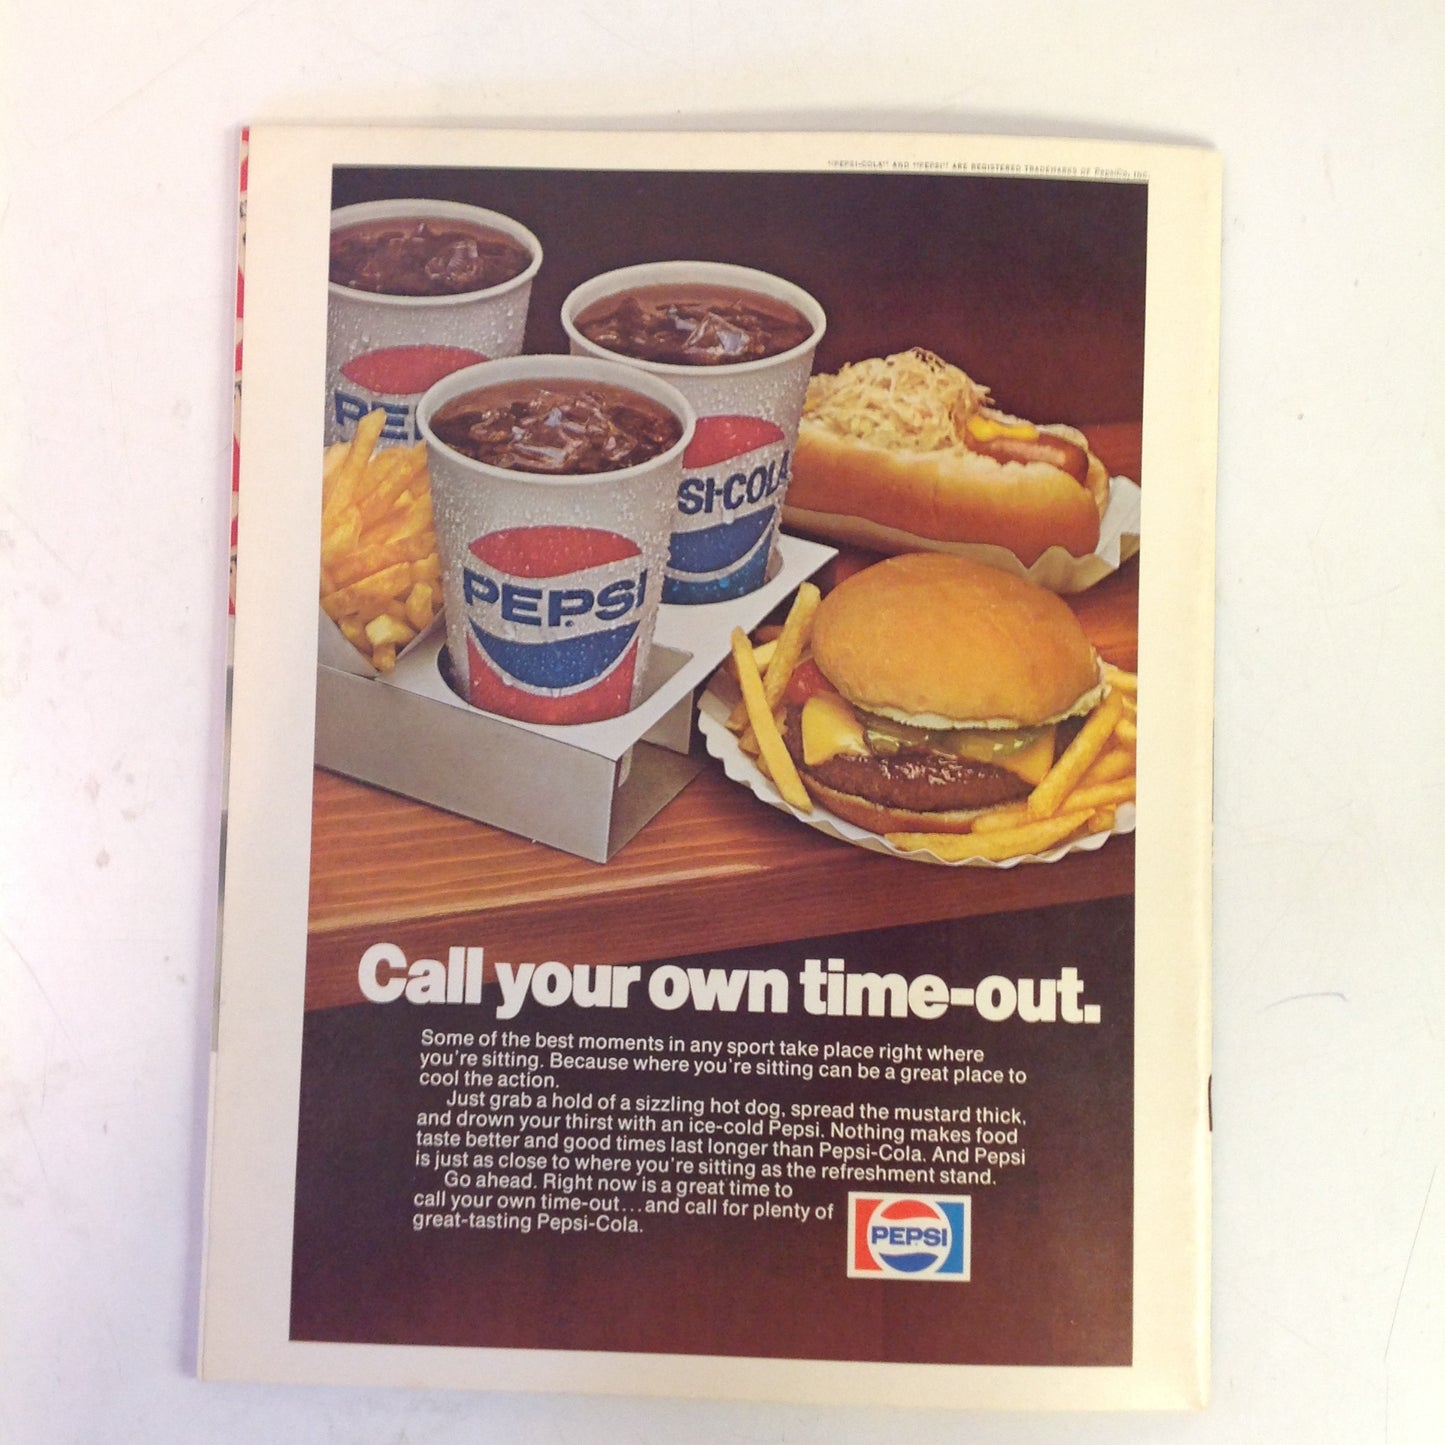 "PEPSI-COLA" AND "PEPSI" ARE REGISTERED TRADEMARKS OF PepsiCo, INC.
PE
SI-COLA
PEPSI
Call your own time-out.
Some of the best moments in any sport take place right where
you're sitting. Because where you're sitting can be a great place to
cool the action.
Just grab a hold of a sizzling hot dog, spread the mustard thick,
and drown your thirst with an ice-cold Pepsi. Nothing makes food
taste better and good times last longer than Pepsi-Cola. And Pepsi
is just as close to where you're sitting as the refreshment stand.
Go ahead. Right now is a great time to
call your own time-out...and call for plenty of
great-tasting Pepsi-Cola.
PEPSI